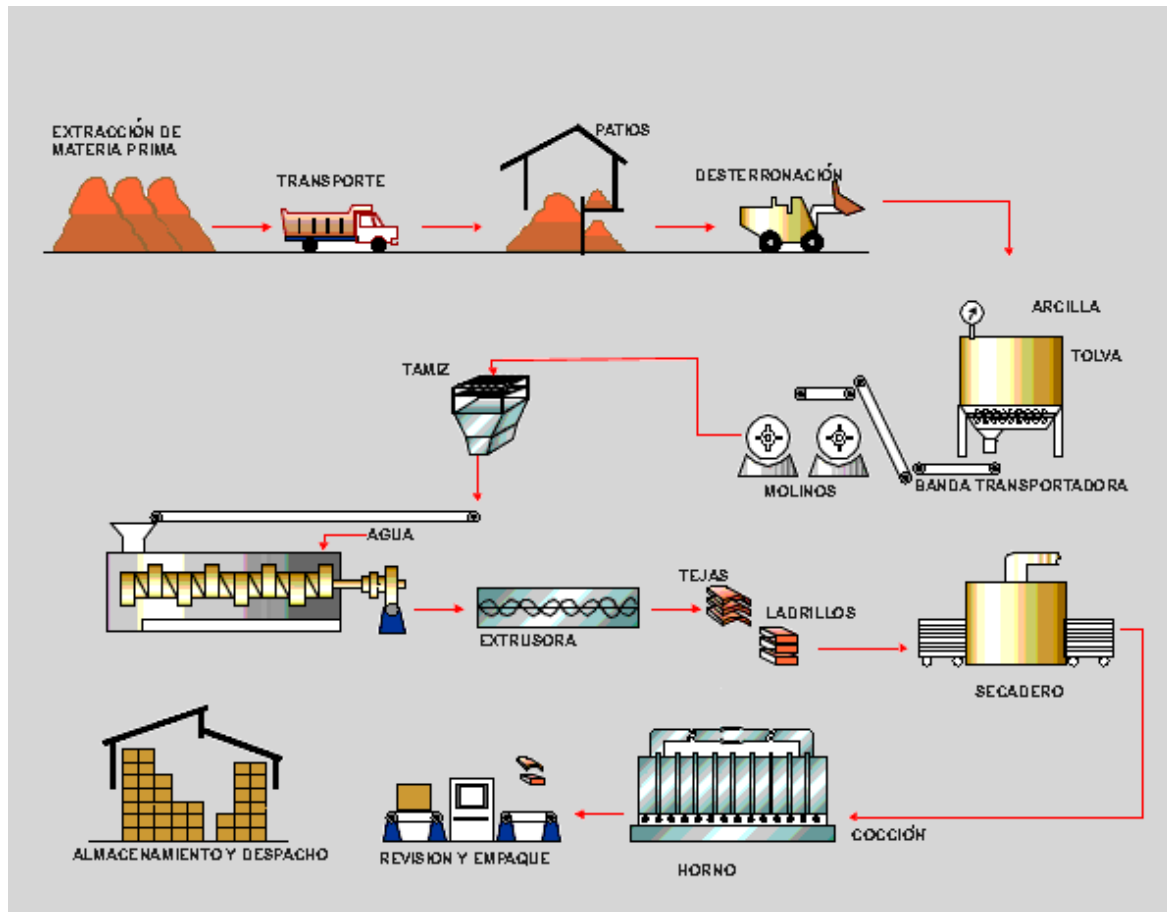 EXTRACCIÓN DE
MATERIA PRIMA
TRANSPORTE
PATIOS
DESTERRONACIÓN
ARCILLA
TOLVA
TAMIZ
MOLINOS
BANDA TRANSPORTADORA
AGUA
EXTRUSORA
TEJAS
LADRILLOS
SECADERO
ALMACENAMIENTO Y DESPACHO
REVISION Y EMPAQUE
HORNO
COCCIÓN